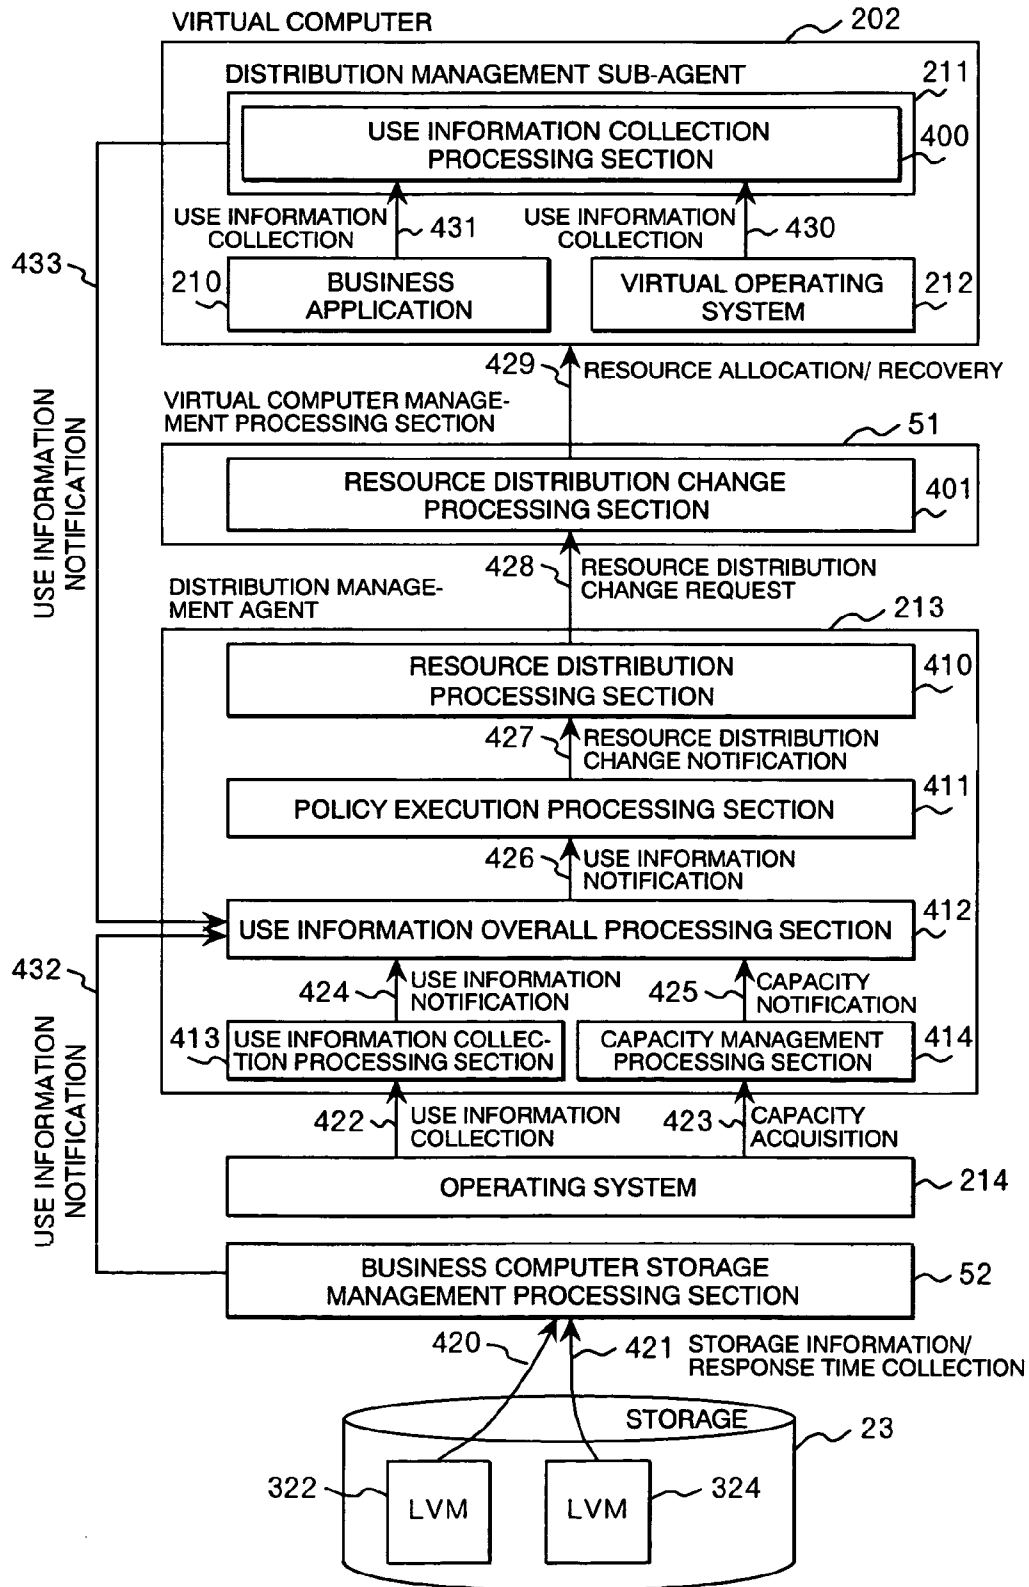 VIRTUAL COMPUTER
202
DISTRIBUTION MANAGEMENT SUB-AGENT
211
USE INFORMATION COLLECTION
PROCESSING SECTION
400
USE INFORMATION
COLLECTION
431
USE INFORMATION
COLLECTION
430
433
210
BUSINESS
APPLICATION
VIRTUAL OPERATING
SYSTEM
212
429
RESOURCE ALLOCATION/ RECOVERY
USE INFORMATION
NOTIFICATION
VIRTUAL COMPUTER MANAGE-
MENT PROCESSING SECTION
51
RESOURCE DISTRIBUTION CHANGE
PROCESSING SECTION
401
428
RESOURCE DISTRIBUTION
CHANGE REQUEST
DISTRIBUTION MANAGE-
MENT AGENT
213
RESOURCE DISTRIBUTION
PROCESSING SECTION
410
427
RESOURCE DISTRIBUTION
CHANGE NOTIFICATION
POLICY EXECUTION PROCESSING SECTION
411
426
USE INFORMATION
NOTIFICATION
USE INFORMATION OVERALL PROCESSING SECTION
412
432
424
USE INFORMATION
NOTIFICATION
425
CAPACITY
NOTIFICATION
413
USE INFORMATION COLLEC-
TION PROCESSING SECTION
CAPACITY MANAGEMENT
PROCESSING SECTION
414
USE INFORMATION
NOTIFICATION
422
USE INFORMATION
COLLECTION
423
CAPACITY
ACQUISITION
OPERATING SYSTEM
214
BUSINESS COMPUTER STORAGE
MANAGEMENT PROCESSING SECTION
52
420
421
STORAGE INFORMATION/
RESPONSE TIME COLLECTION
STORAGE
23
322
LVM
LVM
324